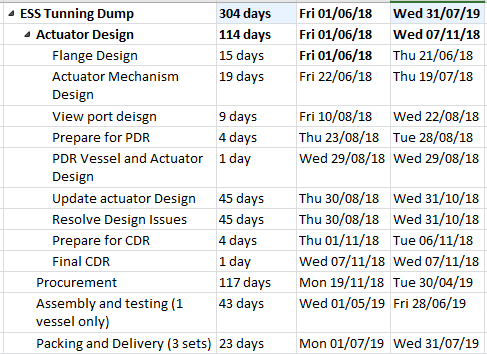 ESS Tunning Dump 304 days Fri 01/06/18 Wed 31/07/19
Actuator Design 114 days Fri 01/06/18 Wed 07/11/18
Flange Design 15 days Fri 01/06/18 Thu 21/06/18
Actuator Mechanism 19 days Fri 22/06/18 Thu 19/07/18
Design
View port deisgn 9 days Fri 10/08/18 Wed 22/08/18
Prepare for PDR 4 days Thu 23/08/18 Tue 28/08/18
PDR Vessel and Actuator 1 day Wed 29/08/18 Wed 29/08/18
Design
Update actuator Design 45 days Thu 30/08/18 Wed 31/10/18
Resolve Design Issues 45 days Thu 30/08/18 Wed 31/10/18
Prepare for CDR 4 days Thu 01/11/18 Tue 06/11/18
Final CDR 1 day Wed 07/11/18 Wed 07/11/18
Procurement 117 days Mon 19/11/18 Tue 30/04/19
Assembly and testing (1 43 days Wed 01/05/19 Fri 28/06/19
vessel only)
Packing and Delivery (3 sets) 23 days Mon 01/07/19 Wed 31/07/19